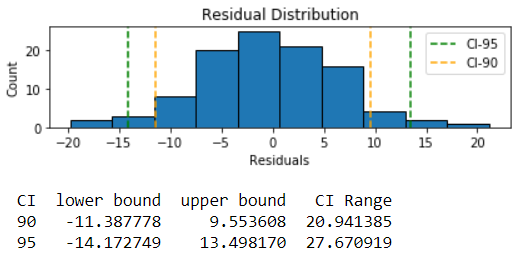 Residual Distribution
CI-95
CI-90
20
10
0
Count
−20 −15 −10 −5 0 5 10 15 20
Residuals
CI lower bound upper bound CI Range
90 -11.387778 9.553608 20.941385
95 -14.172749 13.498170 27.670919